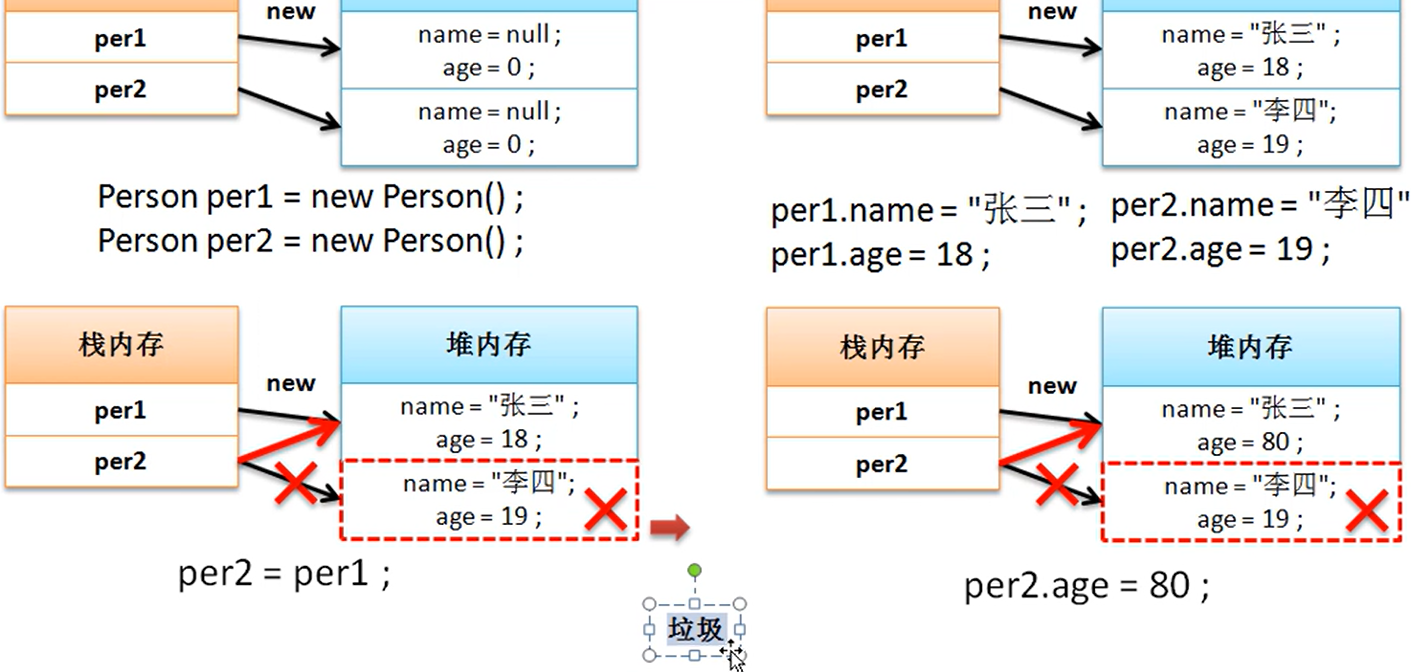 new
per1
per2
name = null ;
age = 0 ;
name = null ;
age = 0 ;
Person per1 = new Person() ;
Person per2 = new Person() ;
new
per1
per2
name = "张三" ;
age = 18 ;
name = "李四";
age = 19 ;
per1.name = "张三" ;
per1.age = 18 ;
per2.name = "李四"
per2.age = 19 ;
栈内存
per1
per2
new
堆内存
name = "张三" ;
age = 18 ;
name = "李四";
age = 19 ;
per2 = per1 ;
栈内存
per1
per2
new
堆内存
name = "张三" ;
age = 80 ;
name = "李四";
age = 19 ;
per2.age = 80 ;
垃圾